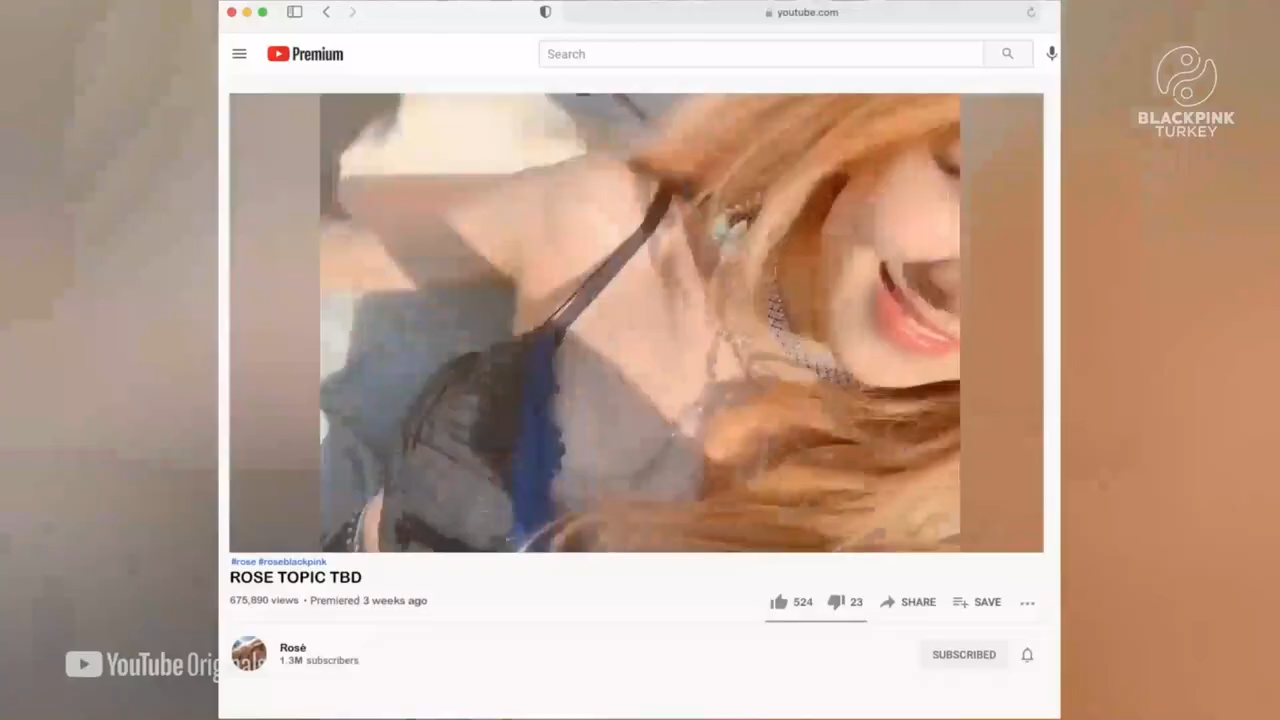 youtube.com
Premium
Search
BLACKPINK
TURKEY
#rose #roseblackpink
ROSE TOPIC TBD
675,890 views • Premiered 3 weeks ago
524
23
SHARE
SAVE
Rosé
1.3M subscribers
SUBSCRIBED
YouTube Originals